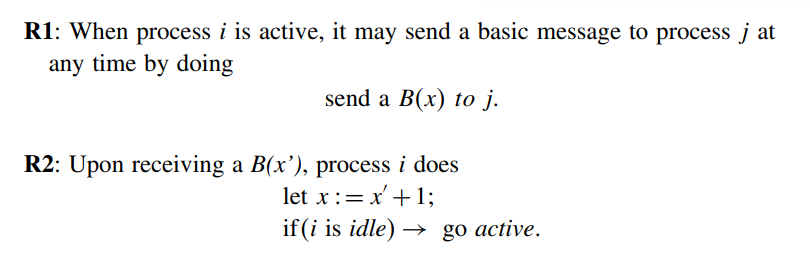 R1: When process i is active, it may send a basic message to process j at
any time by doing
send a B(x) to j.
R2: Upon receiving a B(x’), process i does
let x := x′ + 1;
if (i is idle) → go active.